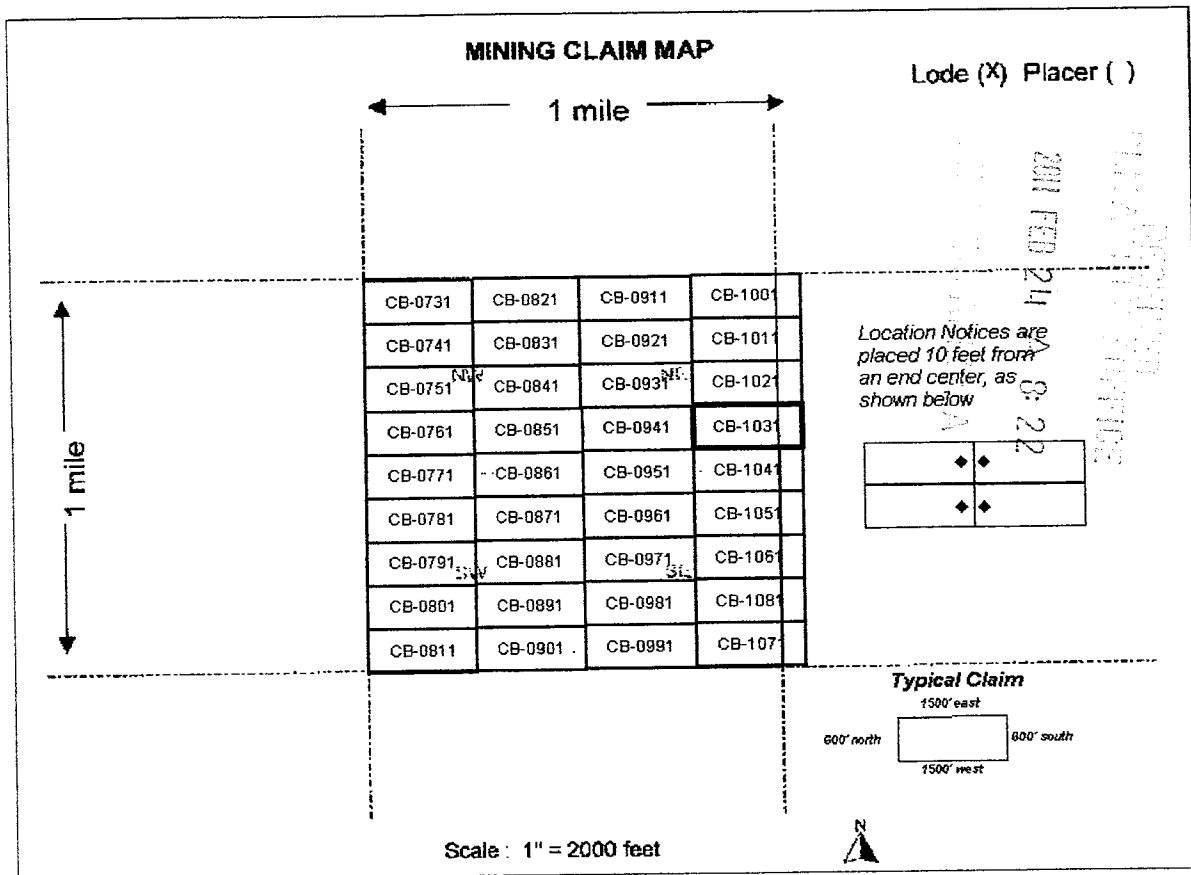 MINING CLAIM MAP
Lode (X) Placer ( )
1 mile
2011 FEB 24 A 8:22
CB-0731 CB-0821 CB-0911 CB-1001
CB-0741 CB-0831 CB-0921 CB-1011
CB-0751 NW CB-0841 CB-0931 NE CB-1021
CB-0761 CB-0851 CB-0941 CB-1031
CB-0771 CB-0861 CB-0951 CB-1041
CB-0781 CB-0871 CB-0961 CB-1051
CB-0791 SW CB-0881 CB-0971 SE CB-1061
CB-0801 CB-0891 CB-0981 CB-1081
CB-0811 CB-0901 CB-0991 CB-1071
1 mile
Location Notices are
placed 10 feet from
an end center, as
shown below
Typical Claim
1500' east
600' north
600' south
1500' west
Scale : 1" = 2000 feet
N